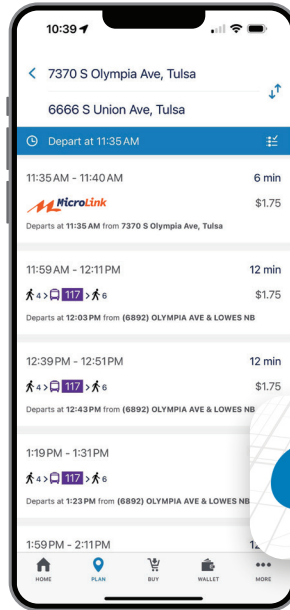 10:39
7370 S Olympia Ave, Tulsa
6666 S Union Ave, Tulsa
Depart at 11:35 AM
11:35 AM - 11:40 AM 6 min
MicroLink $1.75
Departs at 11:35 AM from 7370 S Olympia Ave, Tulsa
11:59 AM - 12:11 PM 12 min
4 > 117 > 6 $1.75
Departs at 12:03 PM from (6892) OLYMPIA AVE & LOWES NB
12:39 PM - 12:51 PM 12 min
4 > 117 > 6 $1.75
Departs at 12:43 PM from (6892) OLYMPIA AVE & LOWES NB
1:19 PM - 1:31 PM
4 > 117 > 6
Departs at 1:23 PM from (6892) OLYMPIA AVE & LOWES NB
1:59 PM - 2:11 PM
HOME PLAN BUY WALLET MORE